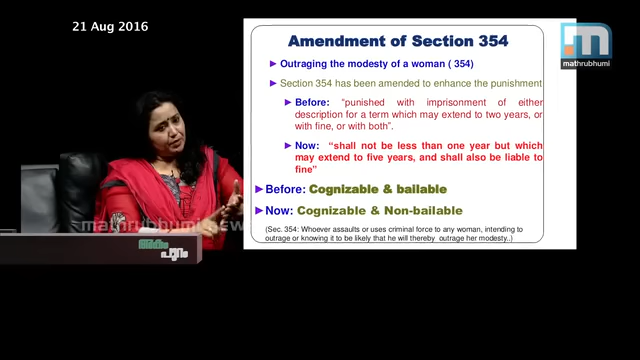 21 Aug 2016
mathrubhumi
Amendment of Section 354
► Outraging the modesty of a woman ( 354)
► Section 354 has been amended to enhance the punishment
► Before: "punished with imprisonment of either
description for a term which may extend to two years, or
with fine, or with both".
► Now: "shall not be less than one year but which
may extend to five years, and shall also be liable to
fine"
► Before: Cognizable & bailable
► Now: Cognizable & Non-bailable
(Sec. 354: Whoever assaults or uses criminal force to any woman, intending to
outrage or knowing it to be likely that he will thereby outrage her modesty..)
mathrubhumi news
അകം
പുറം